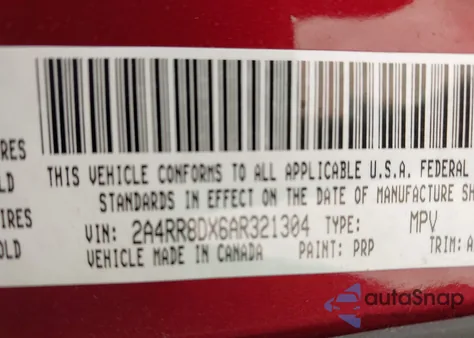 RES
THIS VEHICLE CONFORMS TO ALL APPLICABLE U.S.A. FEDERAL
LD
STANDARDS IN EFFECT ON THE DATE OF MANUFACTURE SH
IRES
VIN: 2A4RR8DX6AR321304 TYPE: MPV
OLD
VEHICLE MADE IN CANADA PAINT: PRP TRIM: A
autoSnap